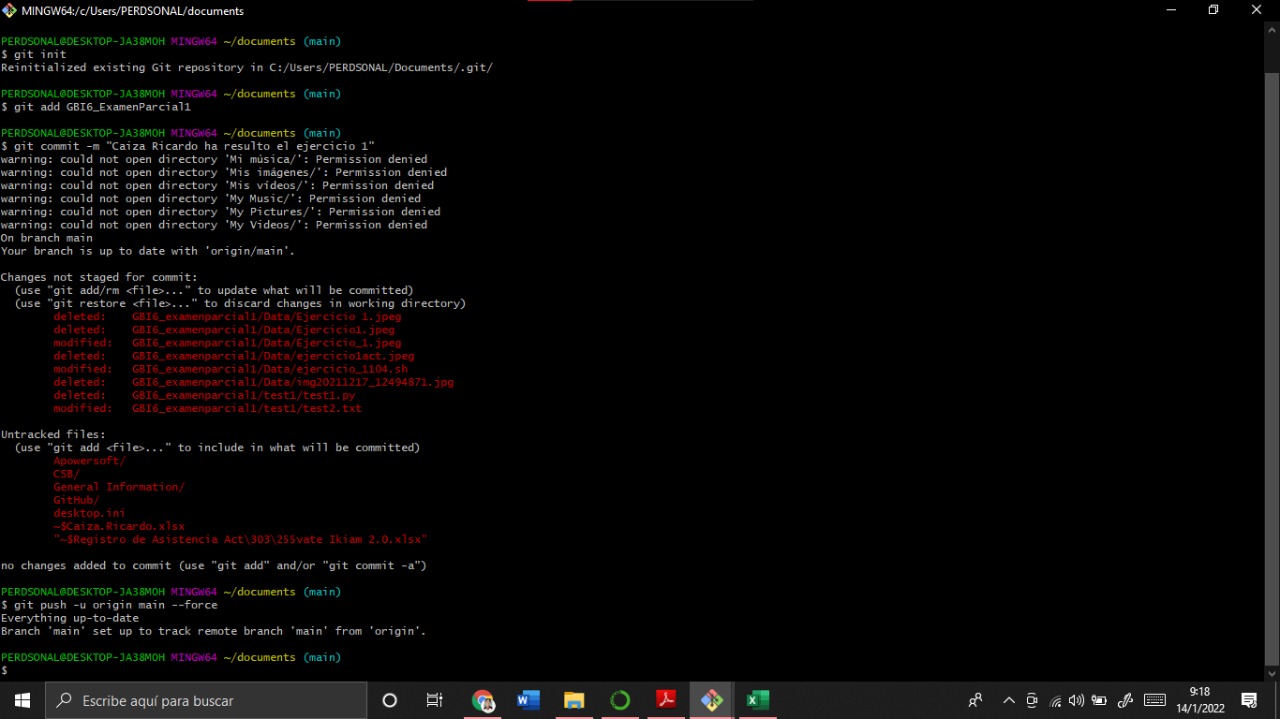 MINGW64:/c/Users/PERDSONAL/documents
PERDSONAL@DESKTOP-JA38M0H MINGW64 ~/documents (main)
$ git init
Reinitialized existing Git repository in C:/Users/PERDSONAL/Documents/.git/
PERDSONAL@DESKTOP-JA38M0H MINGW64 ~/documents (main)
$ git add GBI6_ExamenParcial1
PERDSONAL@DESKTOP-JA38M0H MINGW64 ~/documents (main)
$ git commit -m "Caiza Ricardo ha resulto el ejercicio 1"
warning: could not open directory 'Mi música/': Permission denied
warning: could not open directory 'Mis imágenes/': Permission denied
warning: could not open directory 'Mis vídeos/': Permission denied
warning: could not open directory 'My Music/': Permission denied
warning: could not open directory 'My Pictures/': Permission denied
warning: could not open directory 'My Videos/': Permission denied
On branch main
Your branch is up to date with 'origin/main'.
Changes not staged for commit:
(use "git add/rm <file>..." to update what will be committed)
(use "git restore <file>..." to discard changes in working directory)
deleted: GBI6_examenparcial1/Data/Ejercicio 1.jpeg
deleted: GBI6_examenparcial1/Data/Ejercicio1.jpeg
modified: GBI6_examenparcial1/Data/Ejercicio_1.jpeg
deleted: GBI6_examenparcial1/Data/ejercicio1act.jpeg
modified: GBI6_examenparcial1/Data/ejercicio_1104.sh
deleted: GBI6_examenparcial1/Data/img20211217_12494871.jpg
deleted: GBI6_examenparcial1/test1/test1.py
modified: GBI6_examenparcial1/test1/test2.txt
Untracked files:
(use "git add <file>..." to include in what will be committed)
Apowersoft/
CSB/
General Information/
GitHub/
desktop.ini
~$Caiza.Ricardo.xlsx
"~$Registro de Asistencia Act\303\255vate Ikiam 2.0.xlsx"
no changes added to commit (use "git add" and/or "git commit -a")
PERDSONAL@DESKTOP-JA38M0H MINGW64 ~/documents (main)
$ git push -u origin main --force
Everything up-to-date
Branch 'main' set up to track remote branch 'main' from 'origin'.
PERDSONAL@DESKTOP-JA38M0H MINGW64 ~/documents (main)
$
Escribe aquí para buscar
9:18
14/1/2022